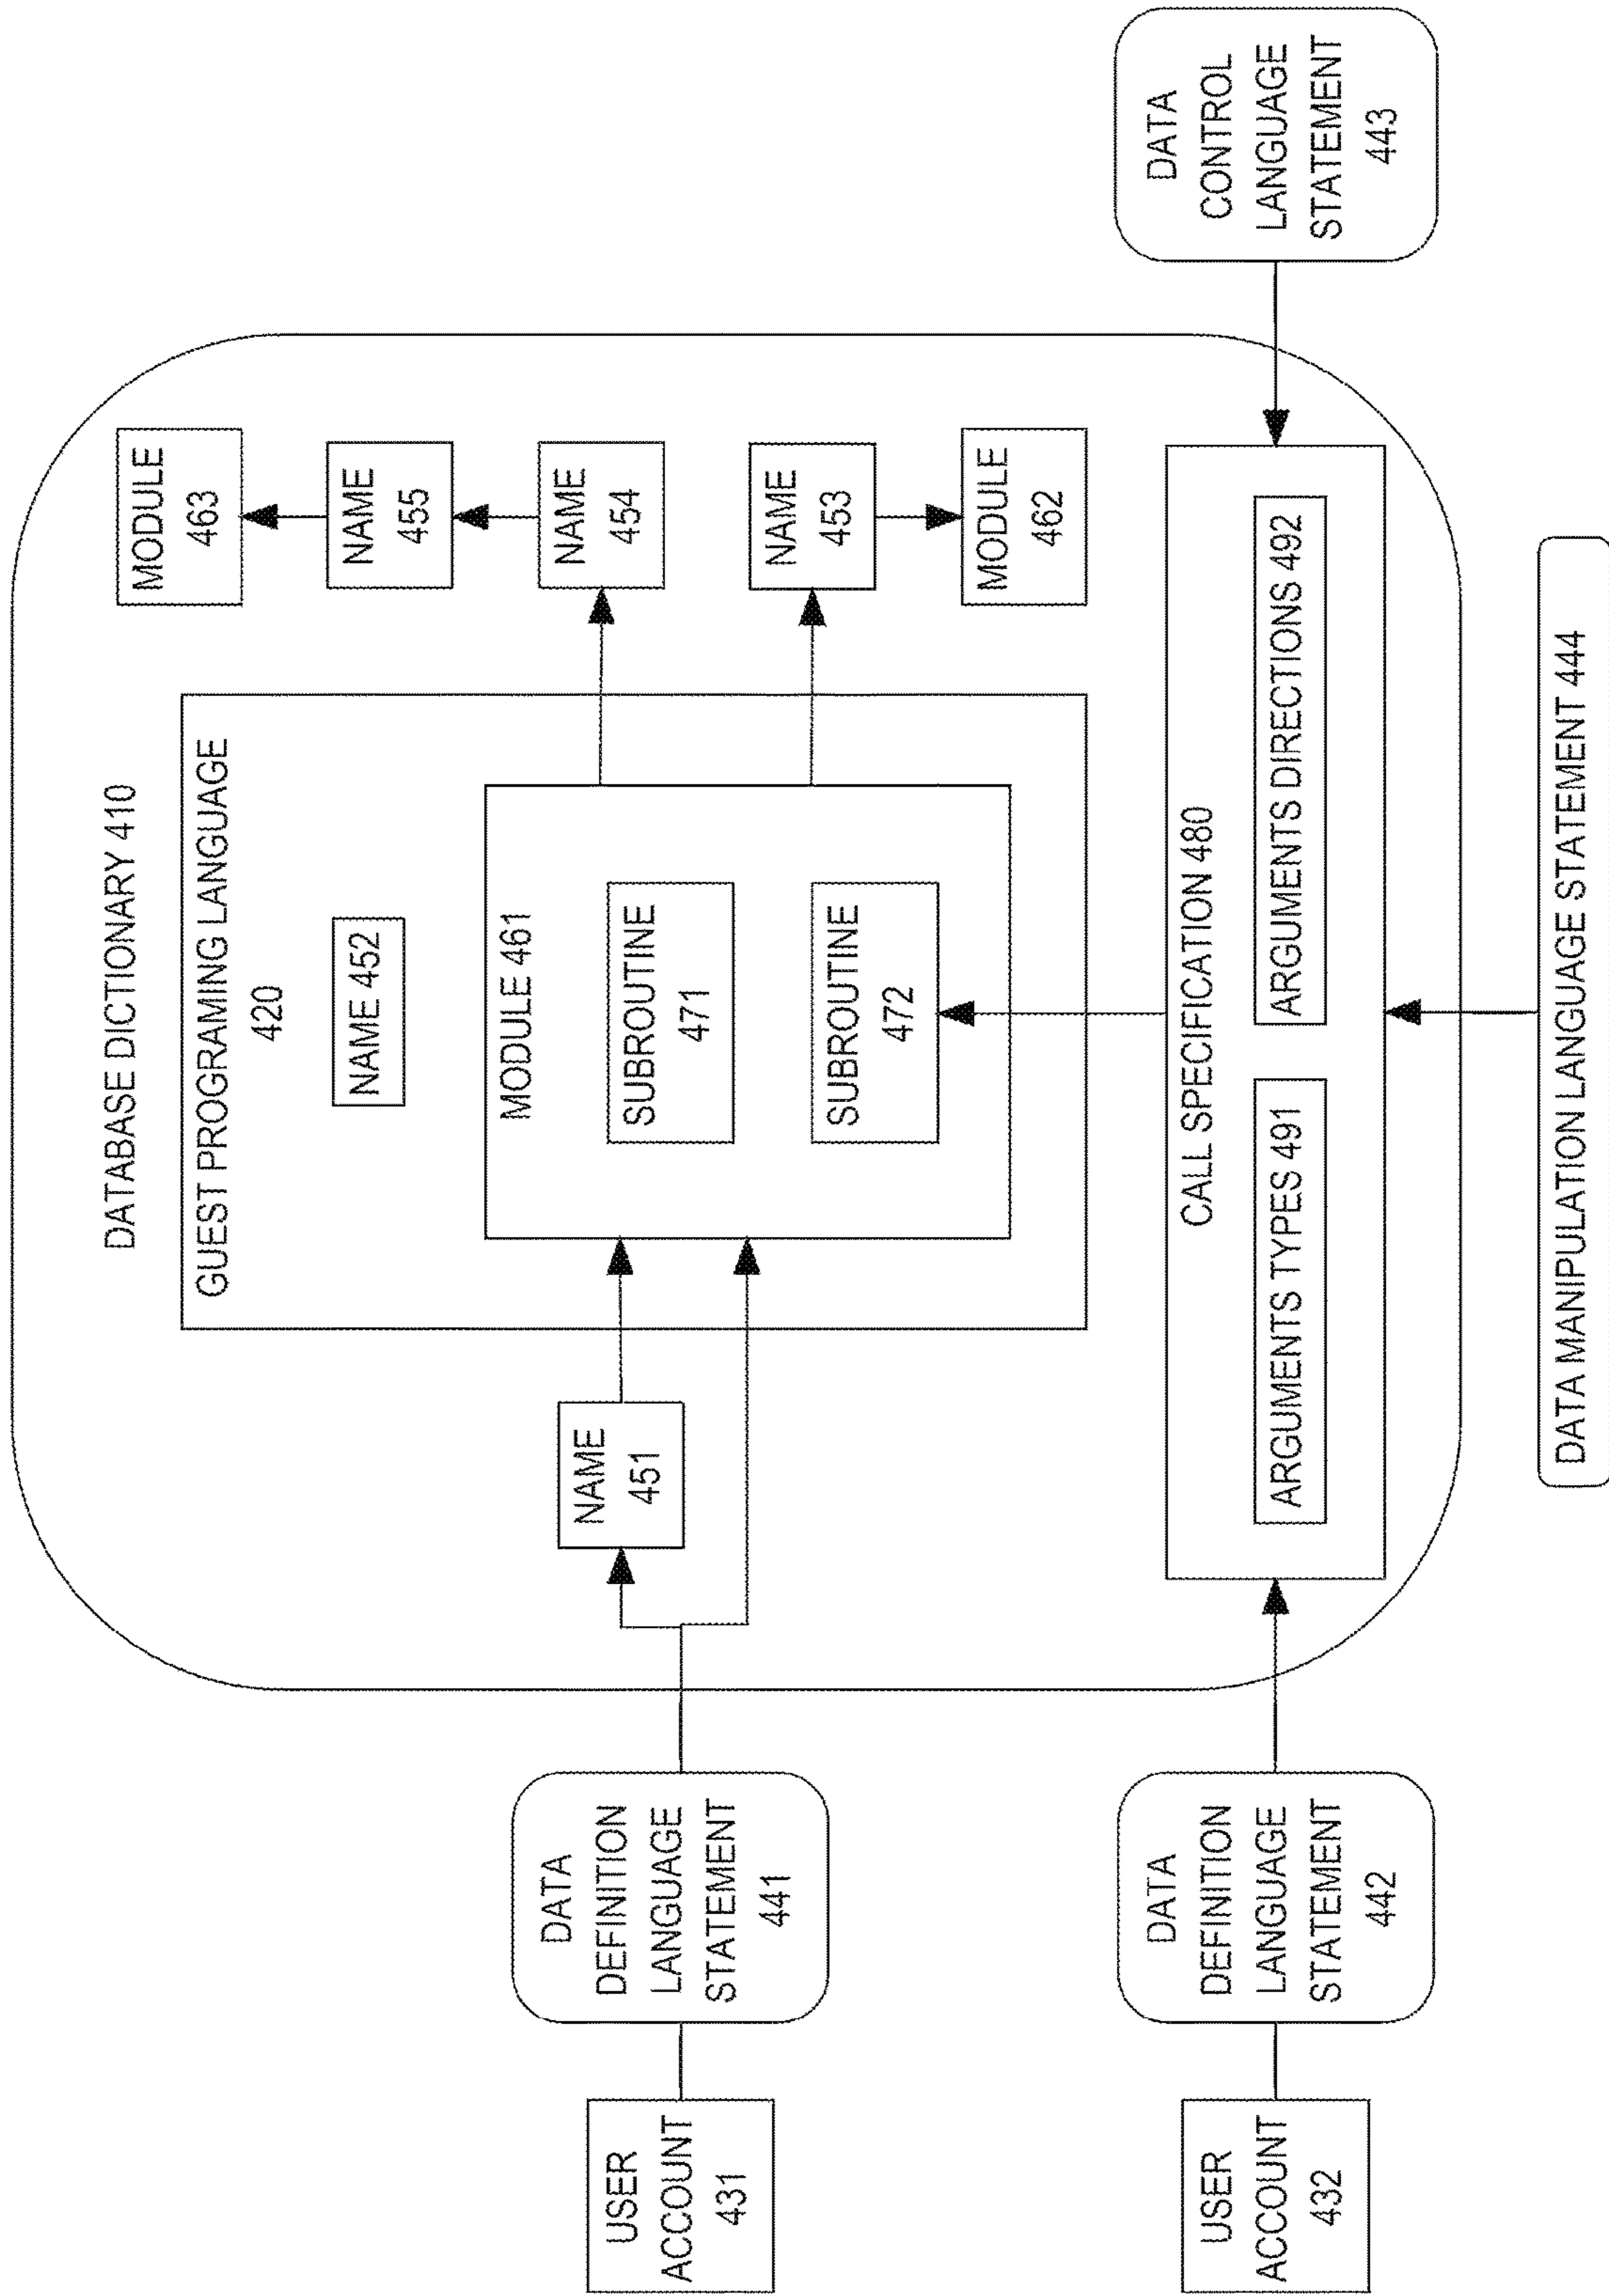 DATABASE DICTIONARY 410
GUEST PROGRAMING LANGUAGE
420
NAME 452
MODULE 461
SUBROUTINE
471
SUBROUTINE
472
NAME
451
MODULE
463
NAME
455
NAME
454
NAME
453
MODULE
462
USER
ACCOUNT
431
DATA
DEFINITION
LANGUAGE
STATEMENT
441
USER
ACCOUNT
432
DATA
DEFINITION
LANGUAGE
STATEMENT
442
CALL SPECIFICATION 480
ARGUMENTS TYPES 491
ARGUMENTS DIRECTIONS 492
DATA
CONTROL
LANGUAGE
STATEMENT
443
DATA MANIPULATION LANGUAGE STATEMENT 444